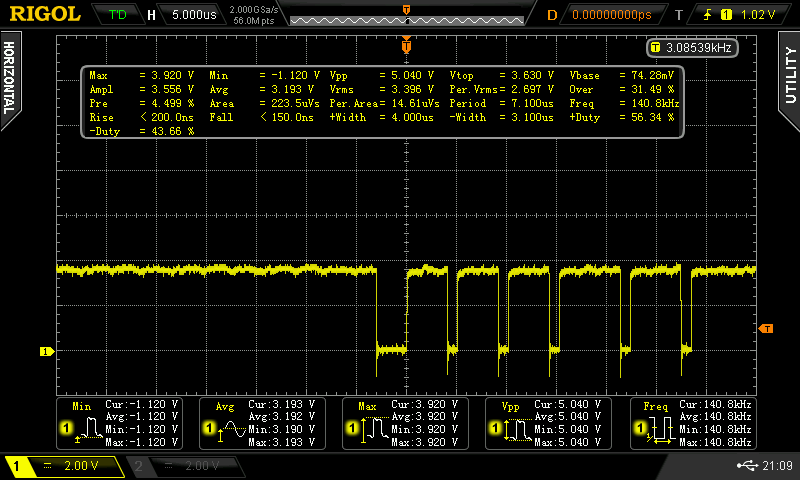 RIGOL T'D H 5.000us 2.000GSa/s 56.0M pts D 0.00000000ps T 1 1.02 V
HORIZONTAL
UTILITY
T 3.08539kHz
Max = 3.920 V Min = -1.120 V Vpp = 5.040 V Vtop = 3.630 V Vbase = 74.28mV
Ampl = 3.556 V Avg = 3.193 V Vrms = 3.396 V Per.Vrms= 2.697 V Over = 31.49 %
Pre = 4.499 % Area = 223.5uVs Per.Area= 14.61uVs Period = 7.100us Freq = 140.8kHz
Rise < 200.0ns Fall < 150.0ns +Width = 4.000us -Width = 3.100us +Duty = 56.34 %
-Duty = 43.66 %
T
1
T
Min Cur:-1.120 V Avg Cur:3.193 V Max Cur:3.920 V Vpp Cur:5.040 V Freq Cur:140.8kHz
Avg:-1.120 V Avg:3.192 V Avg:3.920 V Avg:5.040 V Avg:140.8kHz
1 Min:-1.120 V 1 Min:3.190 V 1 Min:3.920 V 1 Min:5.040 V 1 Min:140.8kHz
Max:-1.120 V Max:3.193 V Max:3.920 V Max:5.040 V Max:140.8kHz
1 = 2.00 V 2 = 2.00 V 21:09